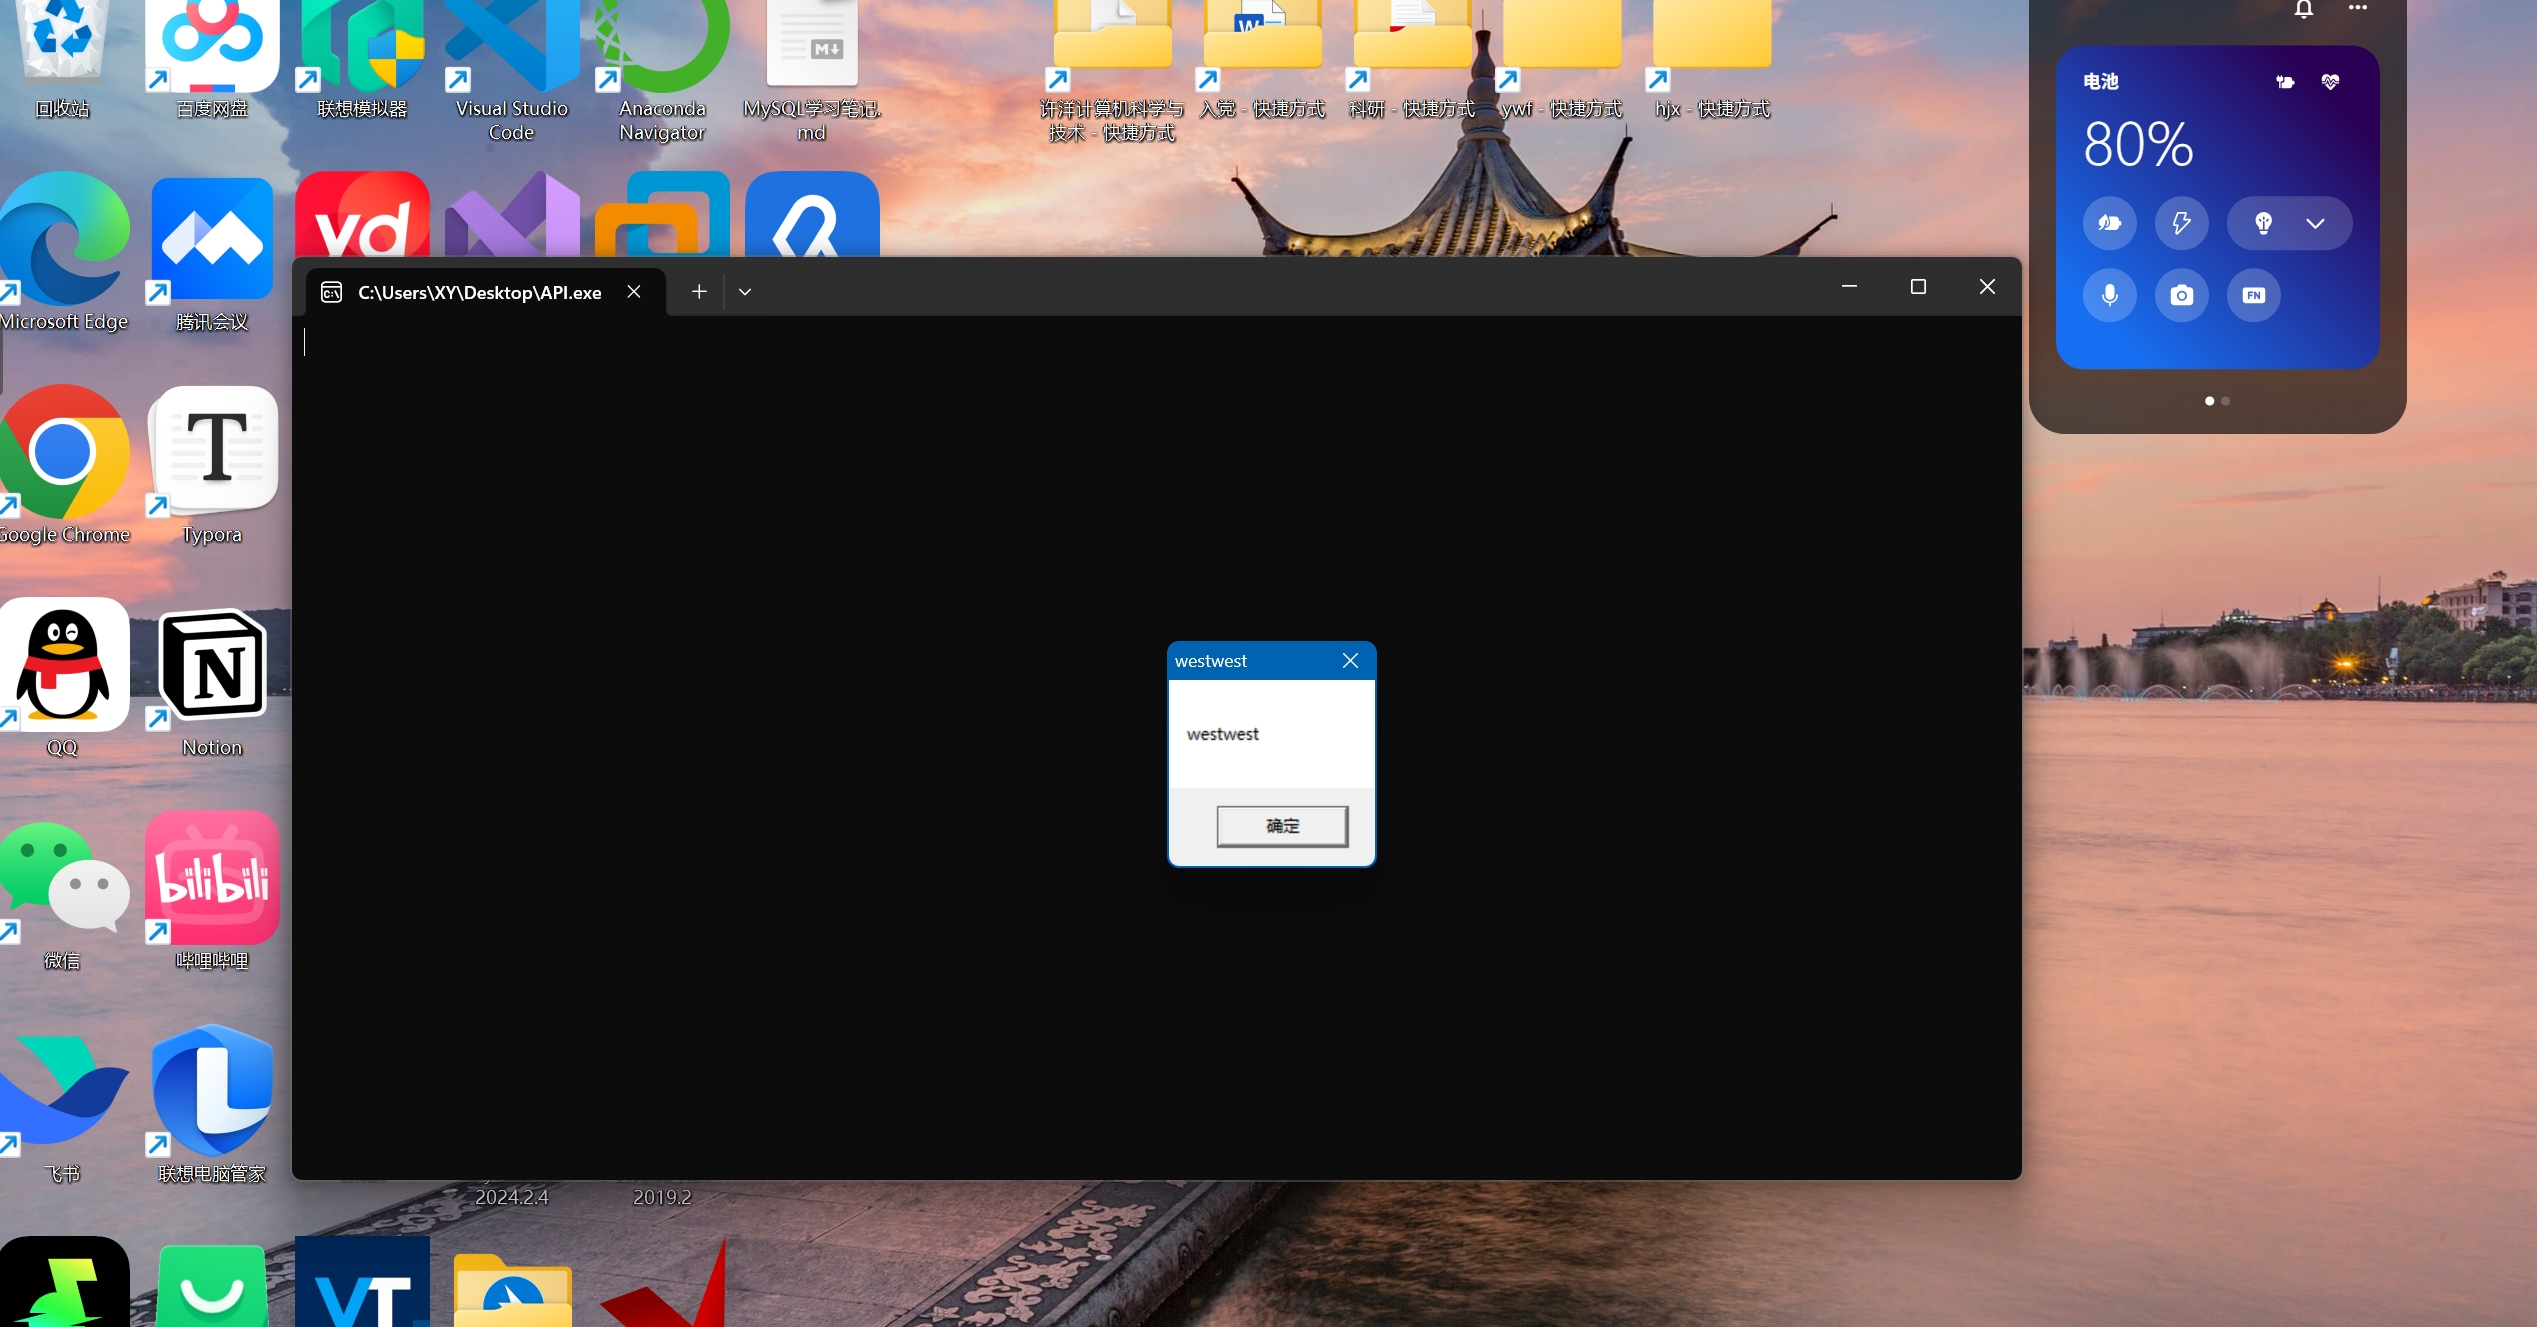 回收站
百度网盘
联想模拟器
Visual Studio
Code
Anaconda
Navigator
M↓
MySQL学习笔记.
md
许洋计算机科学与
技术 - 快捷方式
W
入党 - 快捷方式
科研 - 快捷方式
ywf - 快捷方式
hjx - 快捷方式
电池
80%
FN
Microsoft Edge
腾讯会议
yd
C:\Users\XY\Desktop\API.exe
Google Chrome
T
Typora
westwest
westwest
确定
QQ
N
Notion
微信
bilibili
哔哩哔哩
飞书
L
联想电脑管家
2024.2.4
2019.2
VT